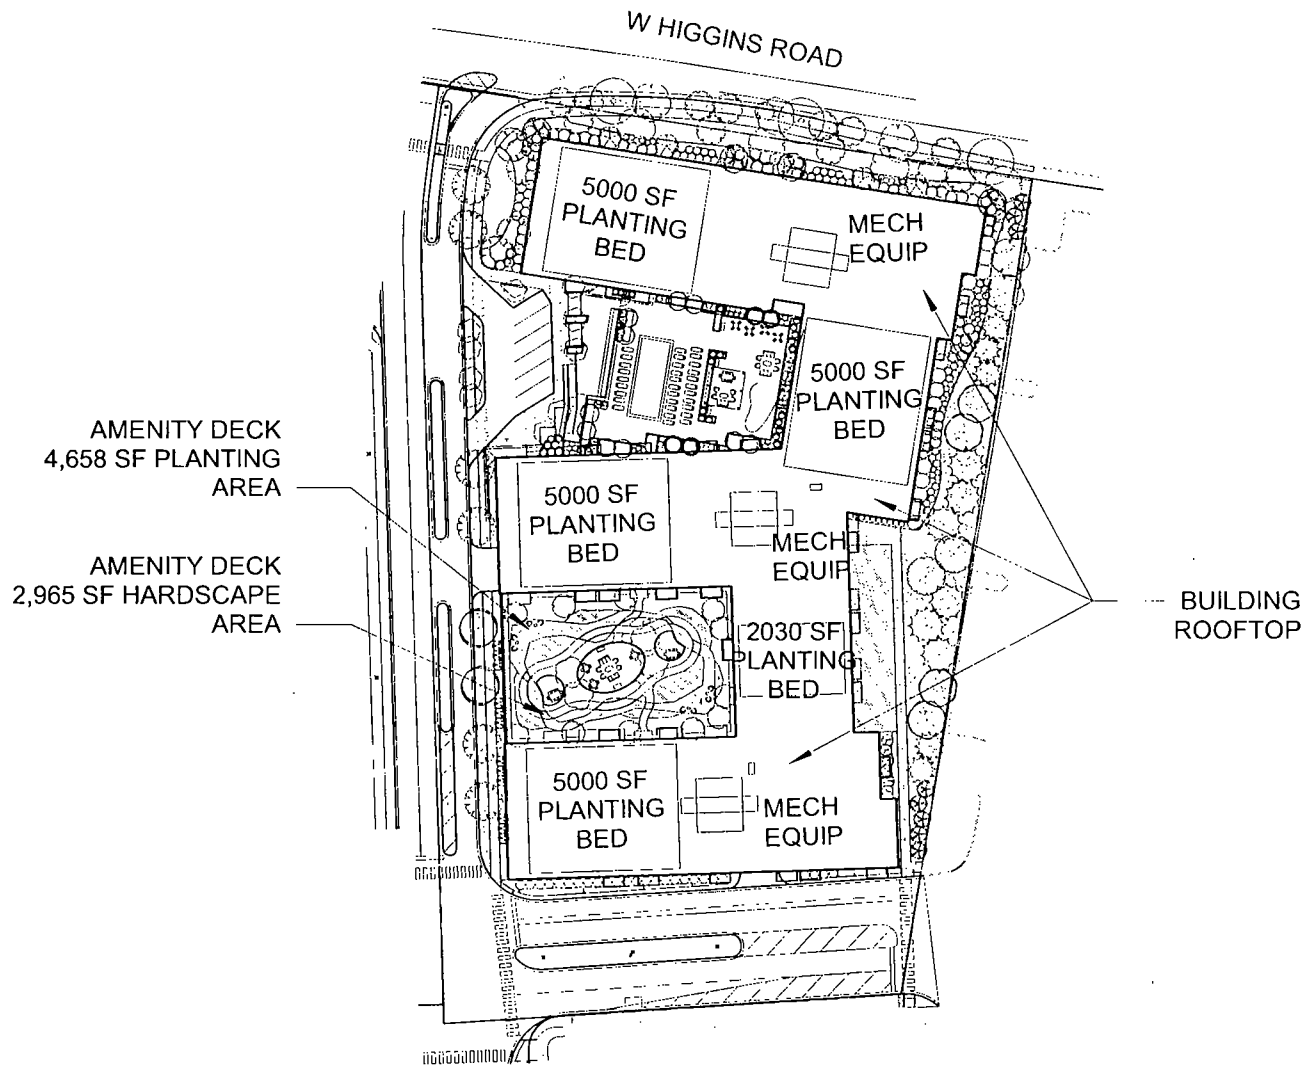 W HIGGINS ROAD
5000 SF
PLANTING
BED
MECH
EQUIP
5000 SF
PLANTING
BED
AMENITY DECK
4,658 SF PLANTING
AREA
5000 SF
PLANTING
BED
MECH
EQUIP
AMENITY DECK
2,965 SF HARDSCAPE
AREA
BUILDING
ROOFTOP
2030 SF
PLANTING
BED
5000 SF
PLANTING
BED
MECH
EQUIP